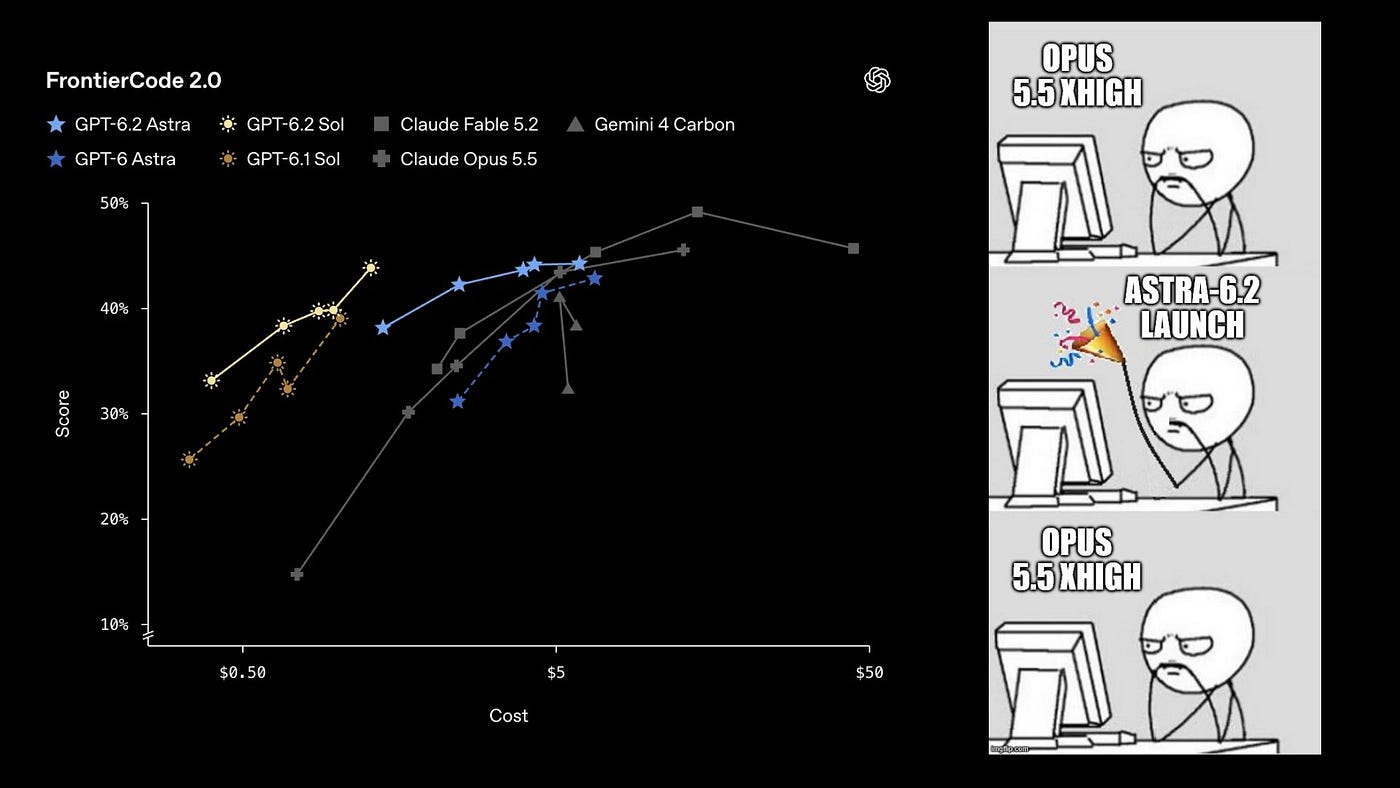 FrontierCode 2.0
GPT-6.2 Astra
GPT-6.2 Sol
Claude Fable 5.2
Gemini 4 Carbon
GPT-6 Astra
GPT-6.1 Sol
Claude Opus 5.5
50%
40%
30%
20%
10%
Score
$0.50
$5
$50
Cost
OPUS
5.5 XHIGH
ASTRA-6.2
LAUNCH
OPUS
5.5 XHIGH
imgflip.com